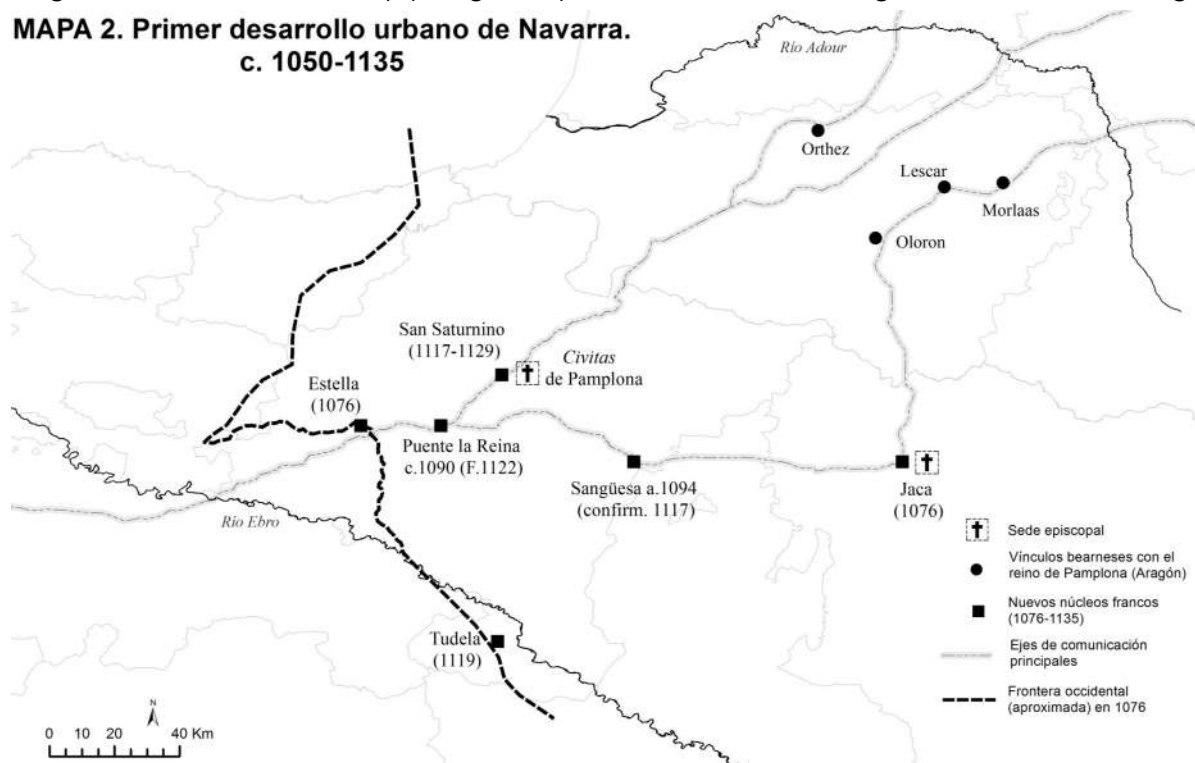 MAPA 2. Primer desarrollo urbano de Navarra.
c. 1050-1135
Río Adour
Orthez
Lescar
Morlaas
Oloron
San Saturnino
(1117-1129)
Civitas
de Pamplona
Estella
(1076)
Puente la Reina
c.1090 (F.1122)
Sangüesa a.1094
(confirm. 1117)
Jaca
(1076)
Río Ebro
Tudela
(1119)
Sede episcopal
Vínculos bearneses con el
reino de Pamplona (Aragón)
Nuevos núcleos francos
(1076-1135)
Ejes de comunicación
principales
Frontera occidental
(aproximada) en 1076
N
0 10 20 40 Km